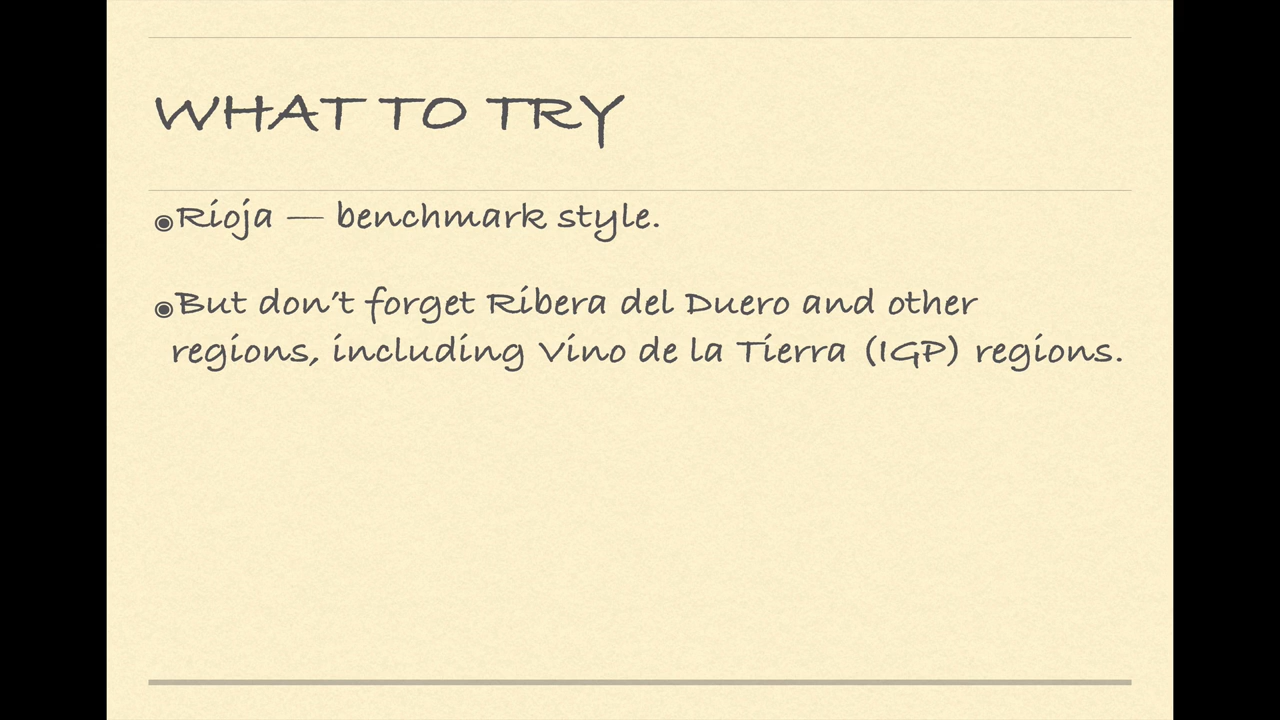 WHAT TO TRY
◉Rioja — benchmark style.
◉But don’t forget Ribera del Duero and other
regions, including Vino de la Tierra (IGP) regions.